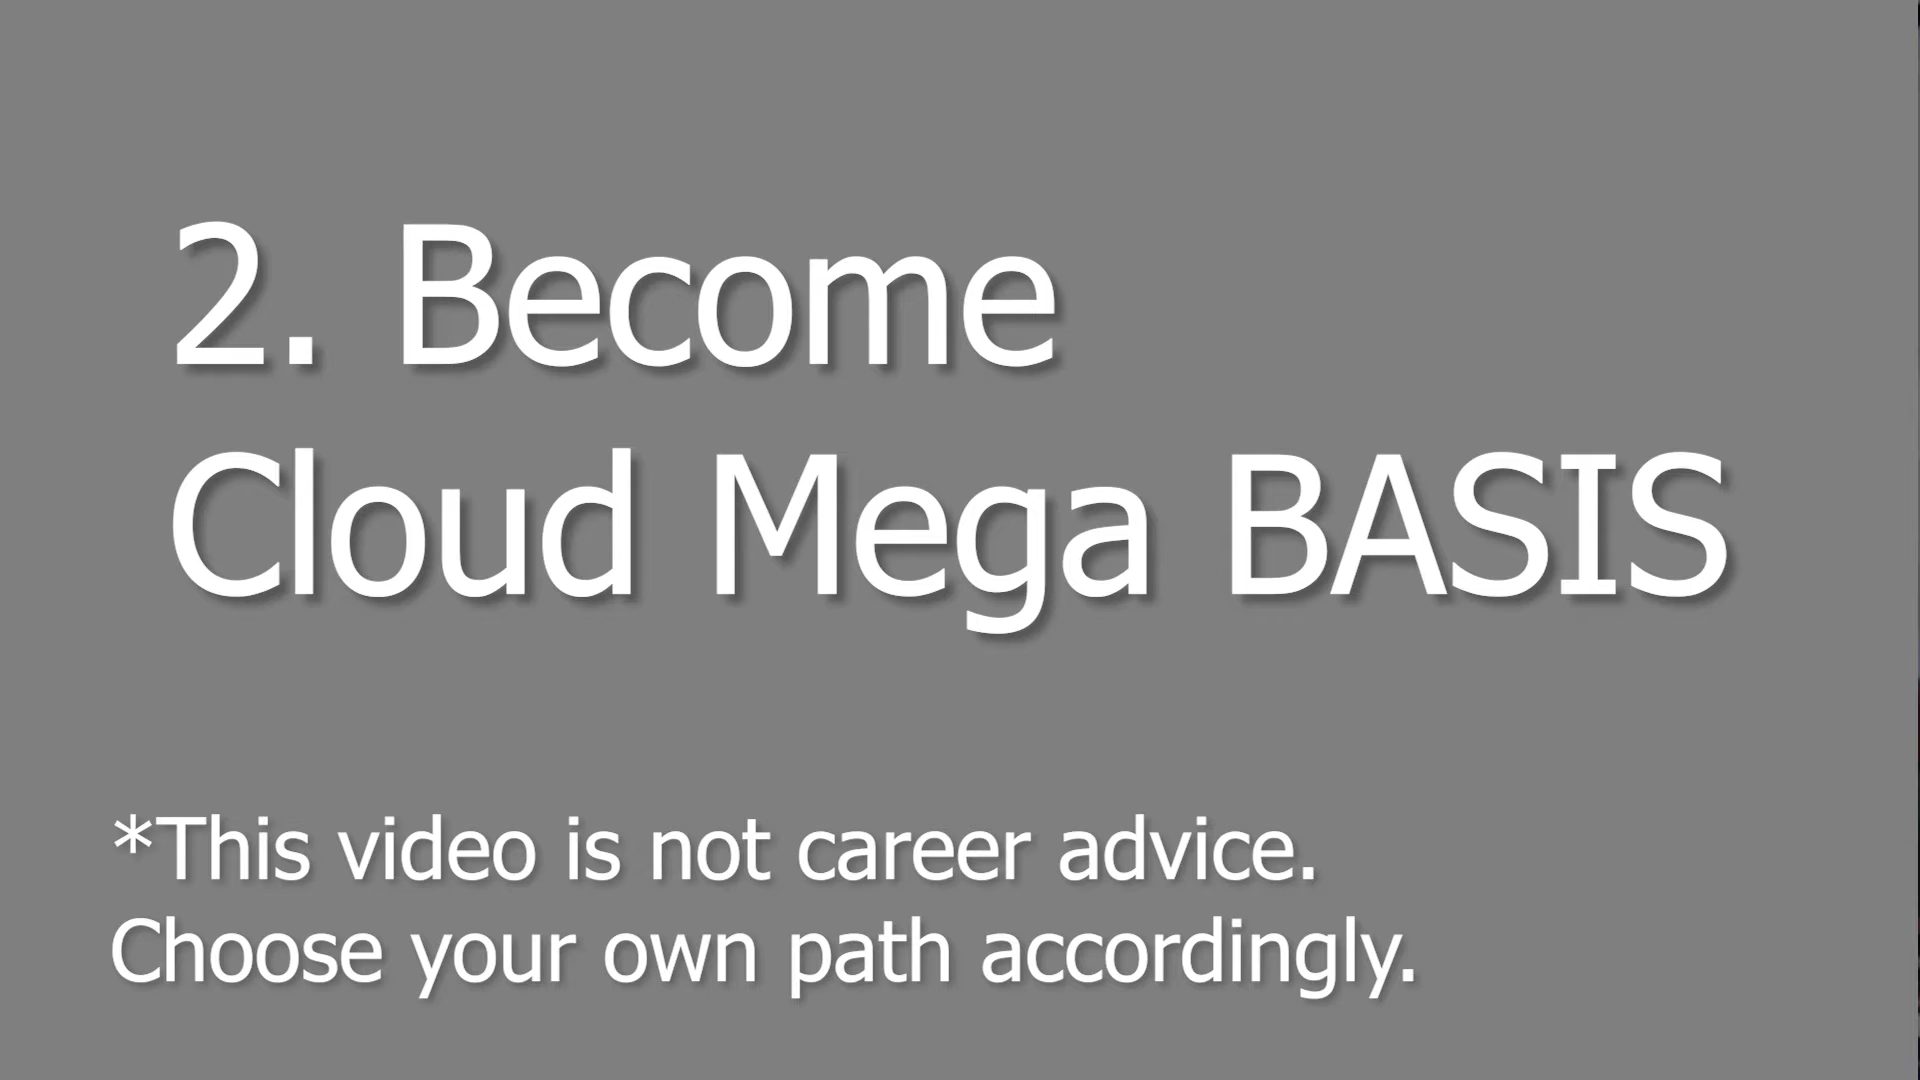 2. Become
Cloud Mega BASIS
*This video is not career advice.
Choose your own path accordingly.